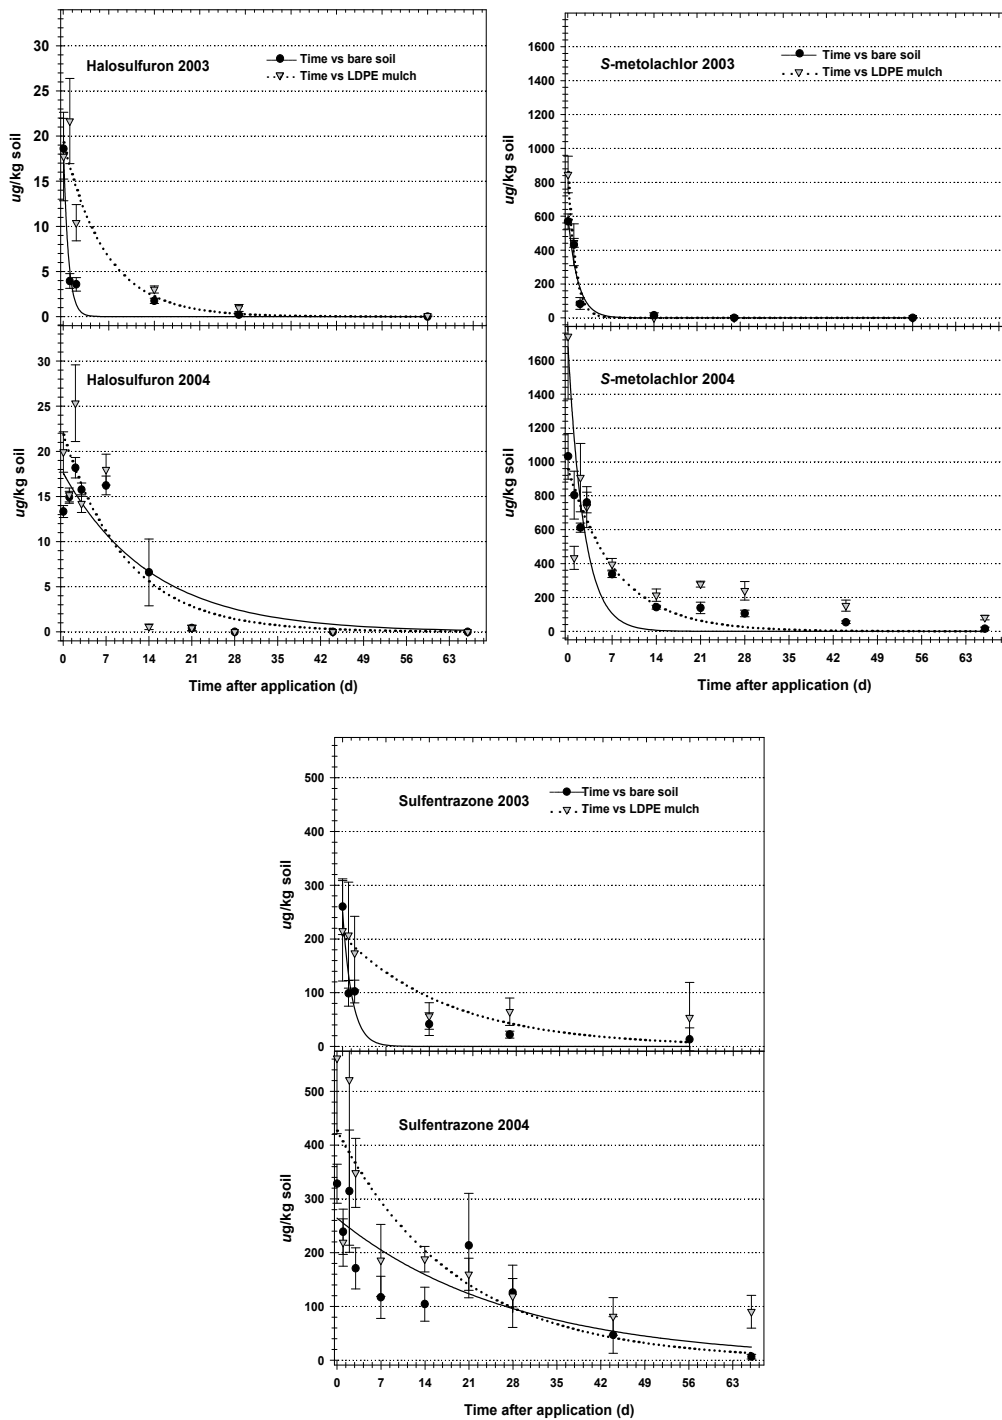 Halosulfuron 2003
Time vs bare soil
Time vs LDPE mulch
ug/kg soil
35
30
25
20
15
10
5
0
Halosulfuron 2004
ug/kg soil
30
25
20
15
10
5
0
0 7 14 21 28 35 42 49 56 63
Time after application (d)
S-metolachlor 2003
Time vs bare soil
Time vs LDPE mulch
ug/kg soil
1600
1400
1200
1000
800
600
400
200
0
S-metolachlor 2004
ug/kg soil
1600
1400
1200
1000
800
600
400
200
0
0 7 14 21 28 35 42 49 56 63
Time after application (d)
Sulfentrazone 2003
Time vs bare soil
Time vs LDPE mulch
ug/kg soil
500
400
300
200
100
0
Sulfentrazone 2004
ug/kg soil
500
400
300
200
100
0
0 7 14 21 28 35 42 49 56 63
Time after application (d)